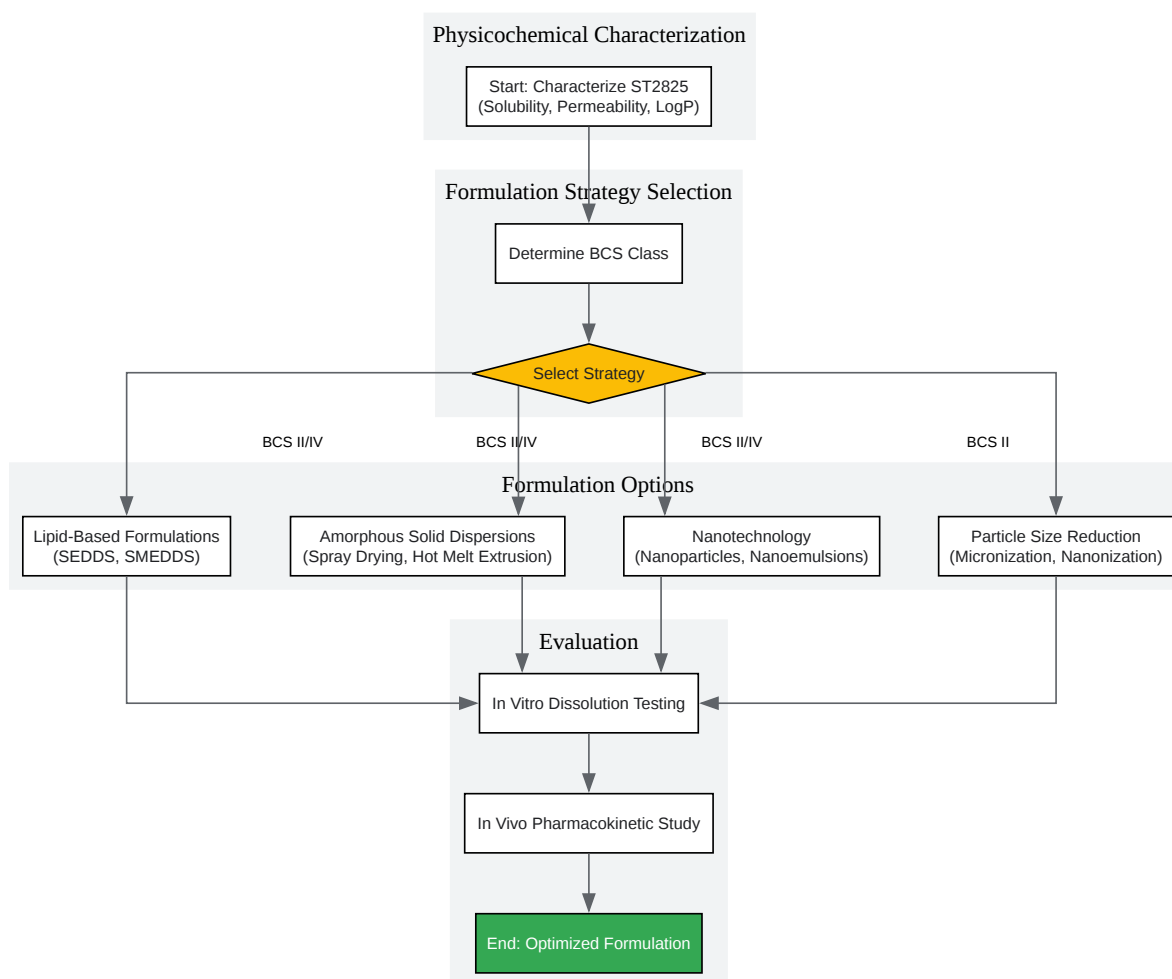 Physicochemical Characterization
Start: Characterize ST2825
(Solubility, Permeability, LogP)
Formulation Strategy Selection
Determine BCS Class
Select Strategy
BCS II/IV
BCS II/IV
BCS II/IV
BCS II
Formulation Options
Lipid-Based Formulations
(SEDDS, SMEDDS)
Amorphous Solid Dispersions
(Spray Drying, Hot Melt Extrusion)
Nanotechnology
(Nanoparticles, Nanoemulsions)
Particle Size Reduction
(Micronization, Nanonization)
Evaluation
In Vitro Dissolution Testing
In Vivo Pharmacokinetic Study
End: Optimized Formulation